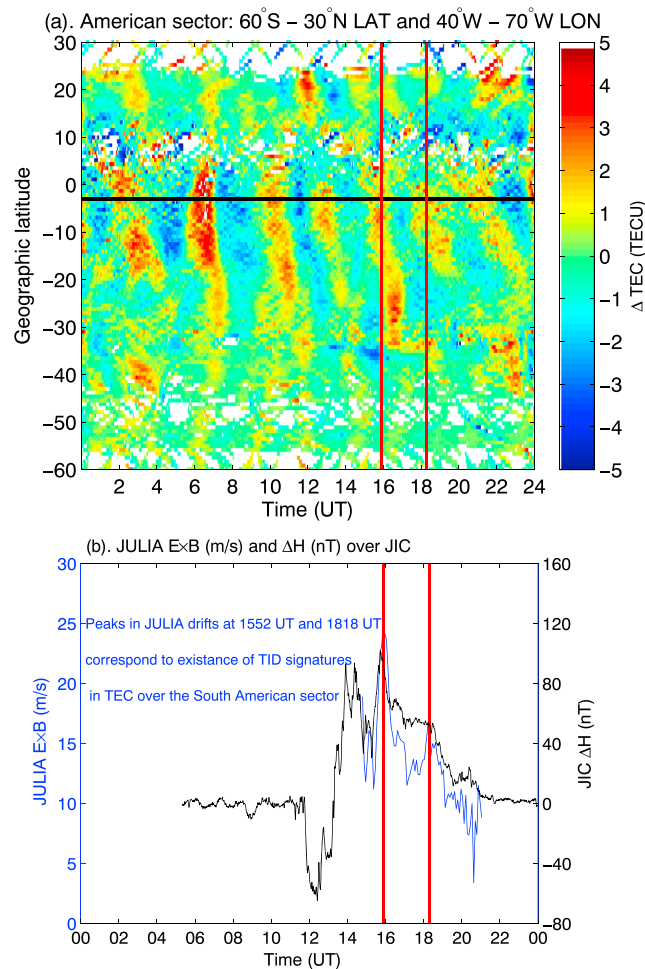 (a). American sector: 60°S – 30°N LAT and 40°W – 70°W LON
30
20
10
0
−10
−20
−30
−40
−50
−60
Geographic latitude
2 4 6 8 10 12 14 16 18 20 22 24
Time (UT)
5
4
3
2
1
0
−1
−2
−3
−4
−5
Δ TEC (TECU)
(b). JULIA E×B (m/s) and ΔH (nT) over JIC
30
25
20
15
10
5
0
JULIA E×B (m/s)
Peaks in JULIA drifts at 1552 UT and 1818 UT
correspond to existance of TID signatures
in TEC over the South American sector
160
120
80
40
0
−40
−80
JIC ΔH (nT)
00 02 04 06 08 10 12 14 16 18 20 22 00
Time (UT)